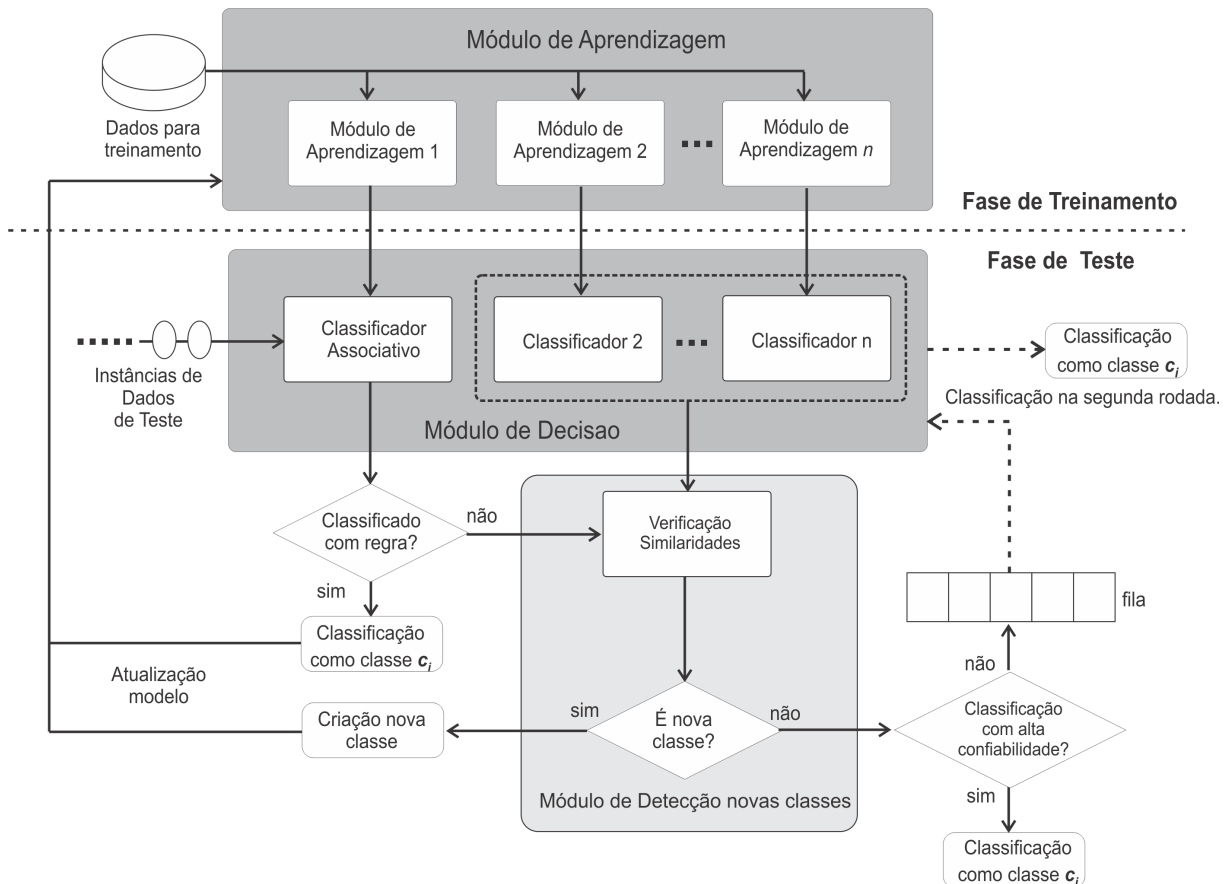 Módulo de Aprendizagem
Dados para
treinamento
Módulo de
Aprendizagem 1
Módulo de
Aprendizagem 2
Módulo de
Aprendizagem n
Fase de Treinamento
Fase de Teste
Classificador
Associativo
Classificador 2
Classificador n
Instâncias de
Dados
de Teste
Módulo de Decisao
Classificação
como classe ci
Classificação na segunda rodada.
Classificado
com regra?
não
sim
Verificação
Similaridades
fila
Classificação
como classe ci
Atualização
modelo
Criação nova
classe
sim
É nova
classe?
não
não
Classificação
com alta
confiabilidade?
sim
Módulo de Detecção novas classes
Classificação
como classe ci